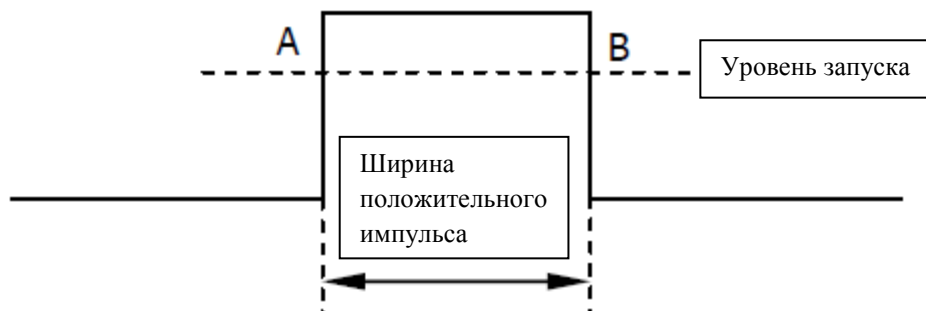 A
B
Уровень запуска
Ширина
положительного
импульса